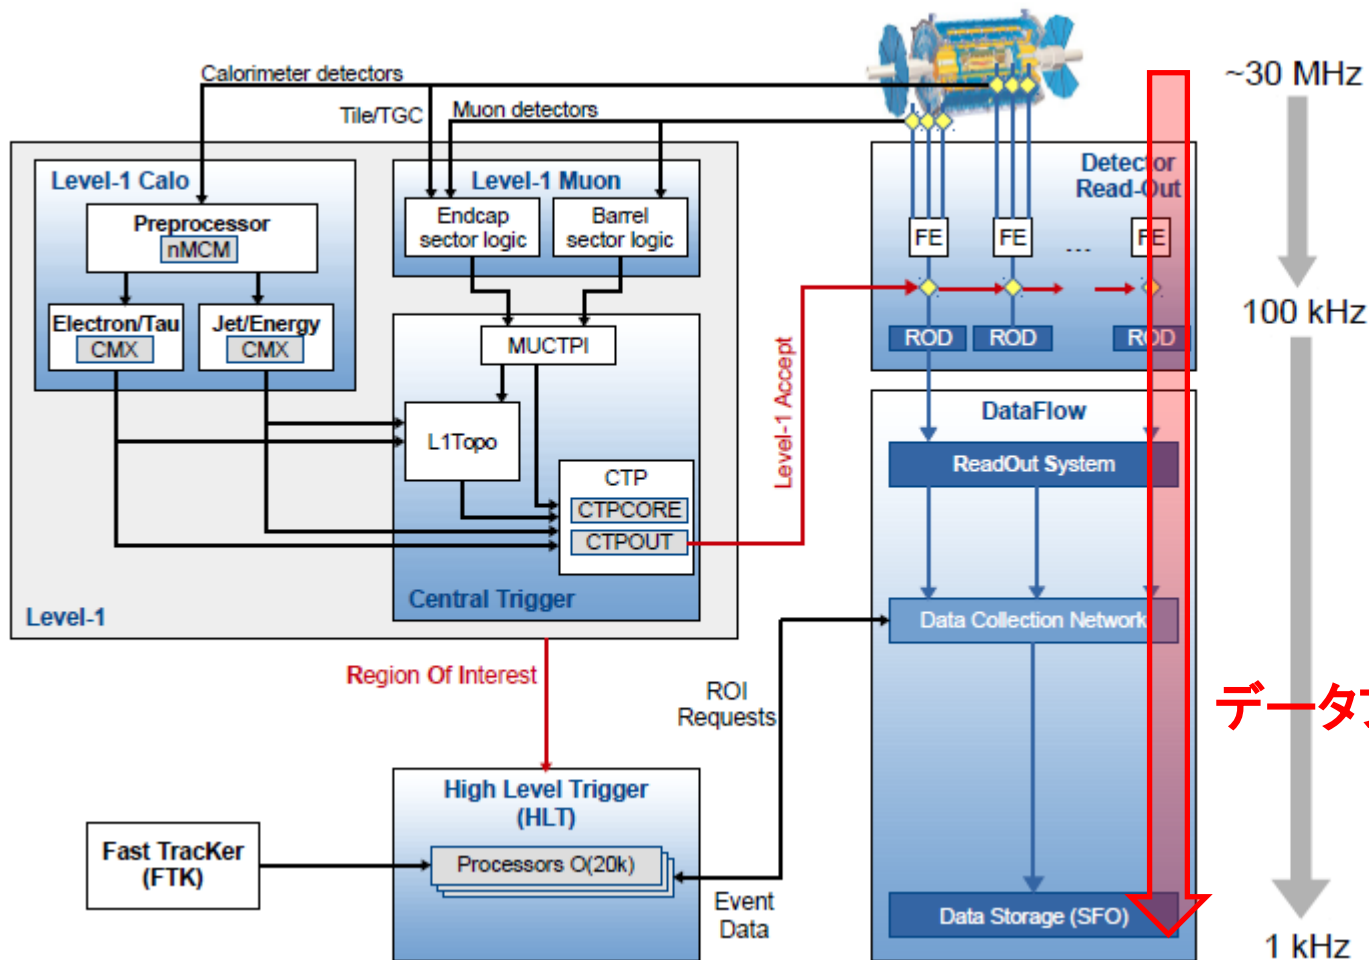 Calorimeter detectors
Tile/TGC
Muon detectors
~30 MHz
Level-1 Calo
Preprocessor
nMCM
Electron/Tau
CMX
Jet/Energy
CMX
Level-1 Muon
Endcap
sector logic
Barrel
sector logic
MUCTPI
L1Topo
CTP
CTPCORE
CTPOUT
Central Trigger
Level-1
Level-1 Accept
Detector
Read-Out
FE
FE
...
FE
ROD
ROD
ROD
100 kHz
DataFlow
ReadOut System
Data Collection Network
Data Storage (SFO)
データ
Region Of Interest
ROI
Requests
High Level Trigger
(HLT)
Processors O(20k)
Fast TracKer
(FTK)
Event
Data
1 kHz